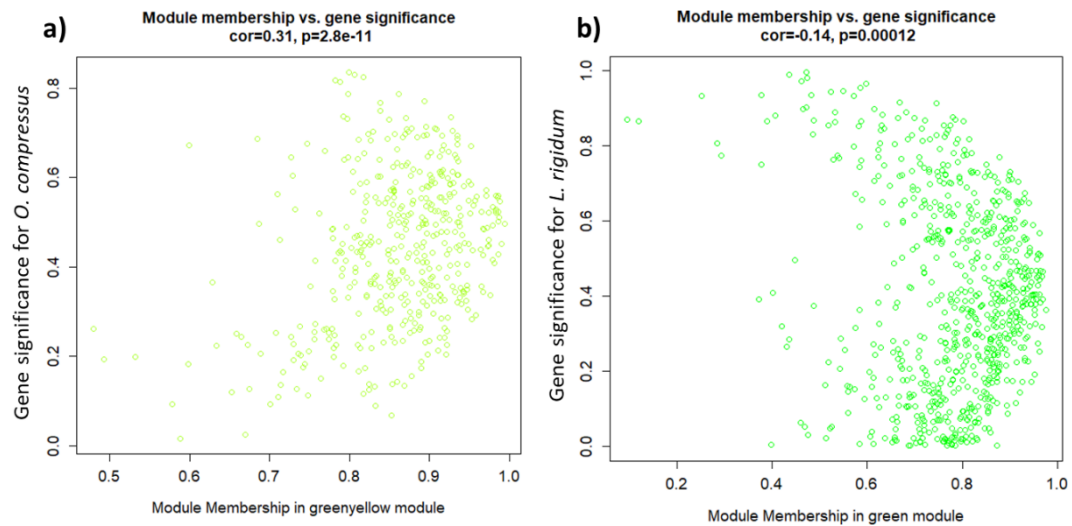 a)
Module membership vs. gene significance
cor=0.31, p=2.8e-11
Gene significance for O. compressus
0.8
0.6
0.4
0.2
0.0
0.5 0.6 0.7 0.8 0.9 1.0
Module Membership in greenyellow module
b)
Module membership vs. gene significance
cor=-0.14, p=0.00012
Gene significance for L. rigidum
1.0
0.8
0.6
0.4
0.2
0.0
0.2 0.4 0.6 0.8 1.0
Module Membership in green module